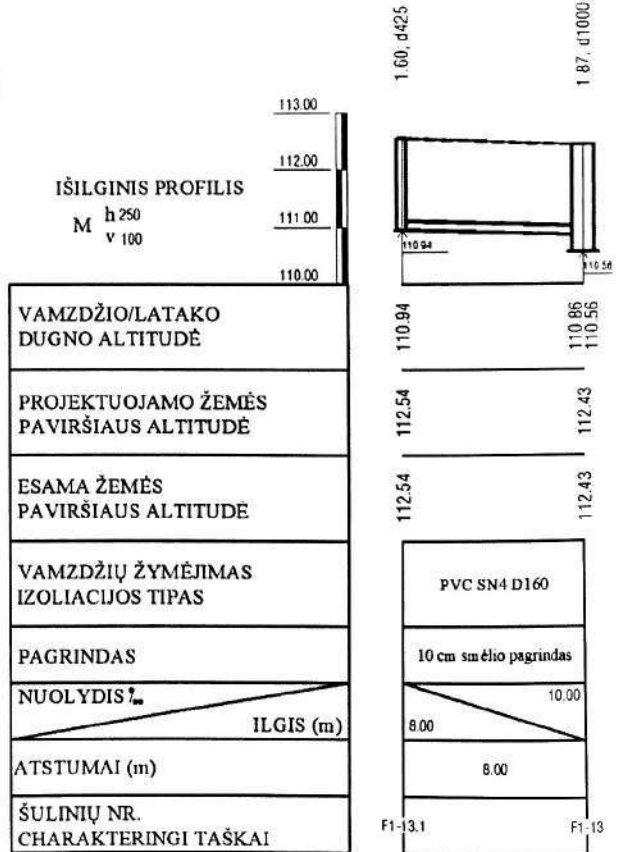 1.60, d425
1.87, d1000
113.00
112.00
IŠILGINIS PROFILIS
M h 250
v 100
111.00
110.00
110.94
110.56
VAMZDŽIO/LATAKO
DUGNO ALTITUDĖ
110.94
110.86
110.56
PROJEKTUOJAMO ŽEMĖS
PAVIRŠIAUS ALTITUDĖ
112.54
112.43
ESAMA ŽEMĖS
PAVIRŠIAUS ALTITUDĖ
112.54
112.43
VAMZDŽIŲ ŽYMĖJIMAS
IZOLIACIJOS TIPAS
PVC SN4 D160
PAGRINDAS
10 cm smėlio pagrindas
NUOLYDIS ‰
ILGIS (m)
10.00
8.00
ATSTUMAI (m)
8.00
ŠULINIŲ NR.
CHARAKTERINGI TAŠKAI
F1-13.1
F1-13